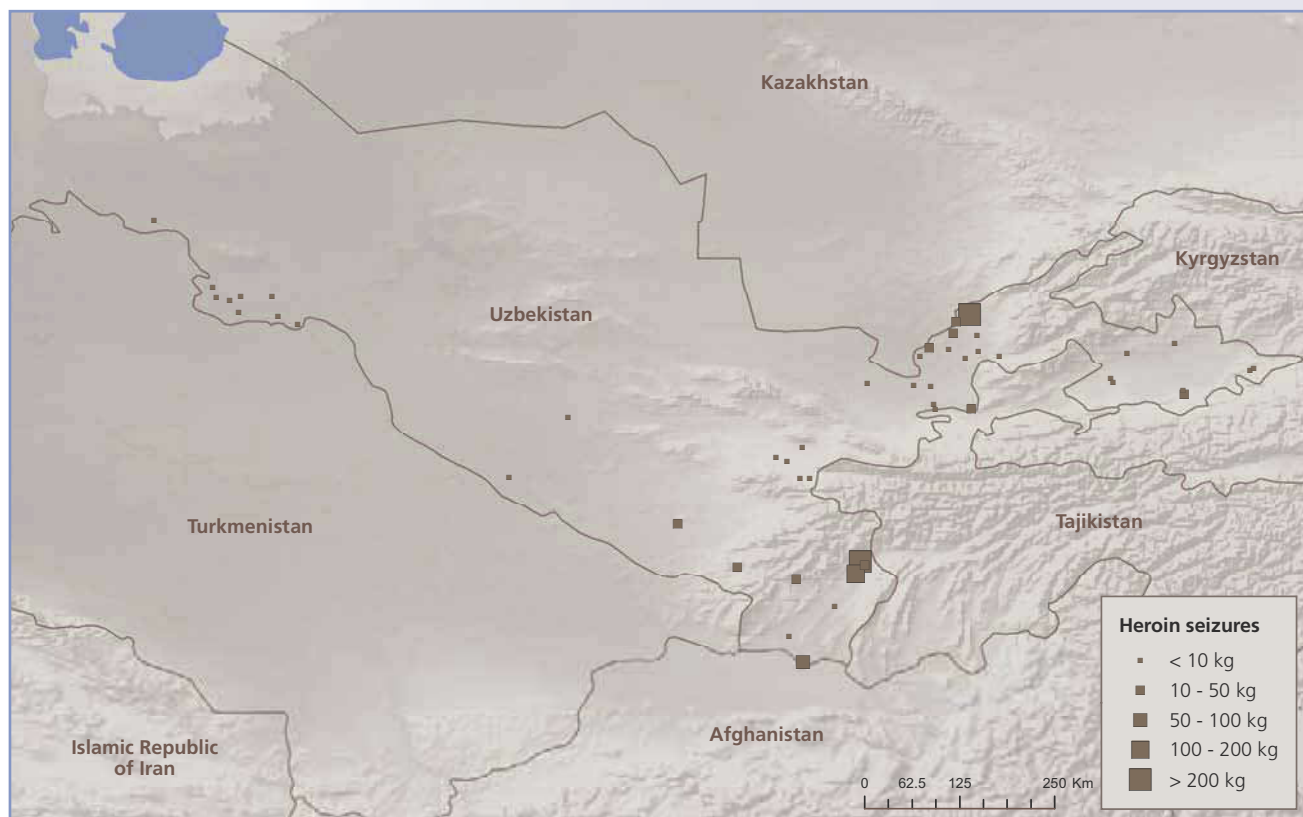 Kazakhstan
Kyrgyzstan
Uzbekistan
Turkmenistan
Tajikistan
Islamic Republic
of Iran
Afghanistan
0 62.5 125 250 Km
Heroin seizures
< 10 kg
10 - 50 kg
50 - 100 kg
100 - 200 kg
> 200 kg